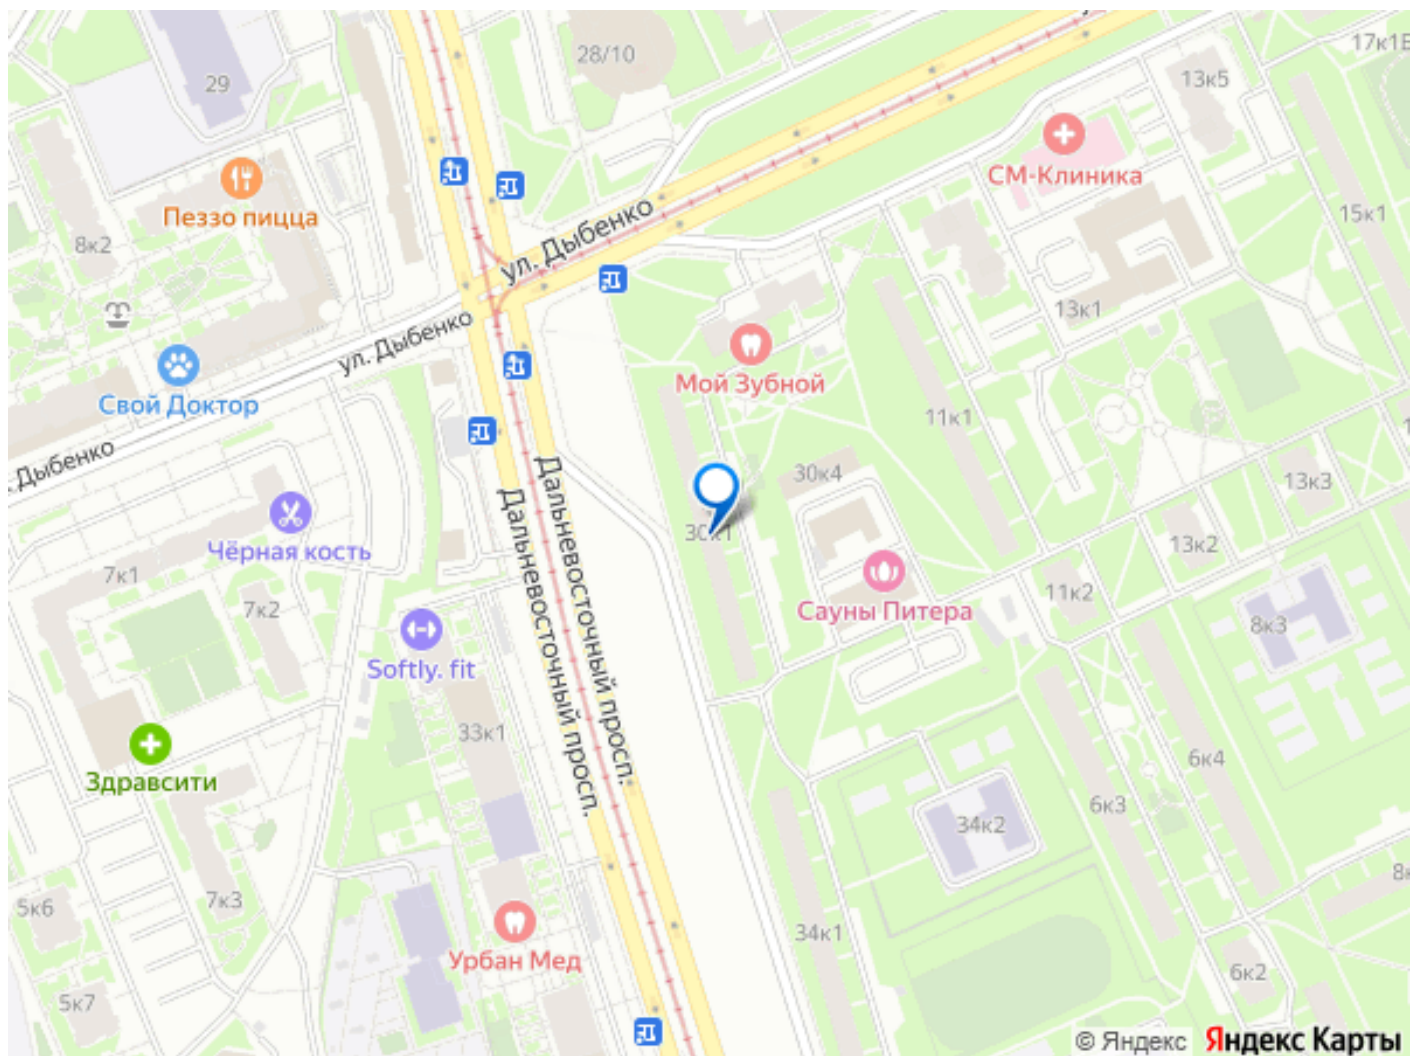 28/10
17к1Б
29
13к5
СМ-Клиника
Пеззо пицца
8к2
15к1
ул. Дыбенко
13к1
ул. Дыбенко
Мой Зубной
Свой Доктор
11к1
Дыбенко
30к4
13к3
30к1
Дальневосточный просп.
Дальневосточный просп.
Чёрная кость
13к2
7к1
11к2
7к2
Сауны Питера
8к3
Softly. fit
33к1
Здравсити
6к4
6к3
34к2
7к3
5к6
34к1
Урбан Мед
6к2
5к7
© Яндекс Яндекс Карты